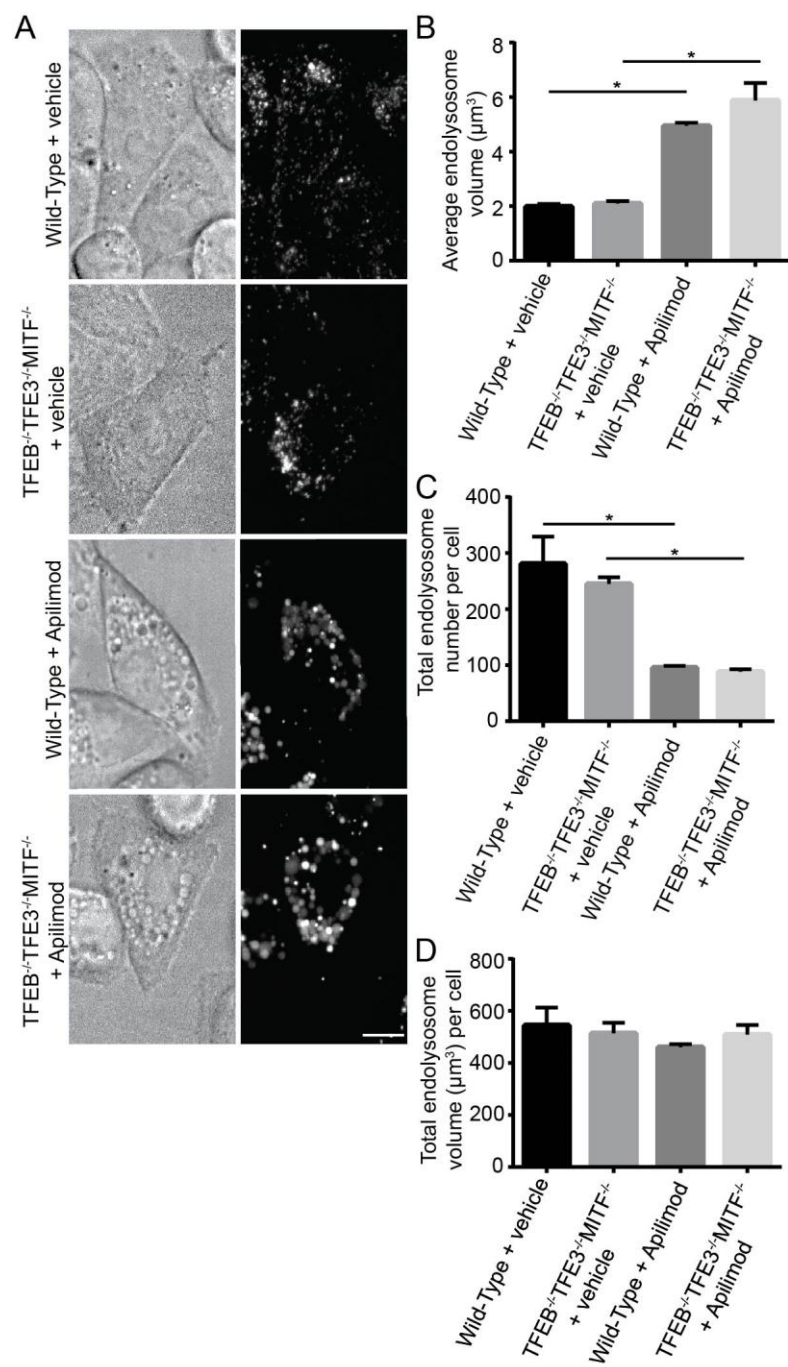 A
Wild-Type + vehicle
TFEB-/-TFE3-/-MITF-/-
+ vehicle
Wild-Type + Apilimod
TFEB-/-TFE3-/-MITF-/-
+ Apilimod
B
Average endolysosome
volume (µm³)
8
6
4
2
0
*
*
Wild-Type + vehicle
TFEB-/-TFE3-/-MITF-/-
+ vehicle
Wild-Type + Apilimod
TFEB-/-TFE3-/-MITF-/-
+ Apilimod
C
Total endolysosome
number per cell
400
300
200
100
0
*
*
Wild-Type + vehicle
TFEB-/-TFE3-/-MITF-/-
+ vehicle
Wild-Type + Apilimod
TFEB-/-TFE3-/-MITF-/-
+ Apilimod
D
Total endolysosome
volume (µm³) per cell
800
600
400
200
0
Wild-Type + vehicle
TFEB-/-TFE3-/-MITF-/-
+ vehicle
Wild-Type + Apilimod
TFEB-/-TFE3-/-MITF-/-
+ Apilimod